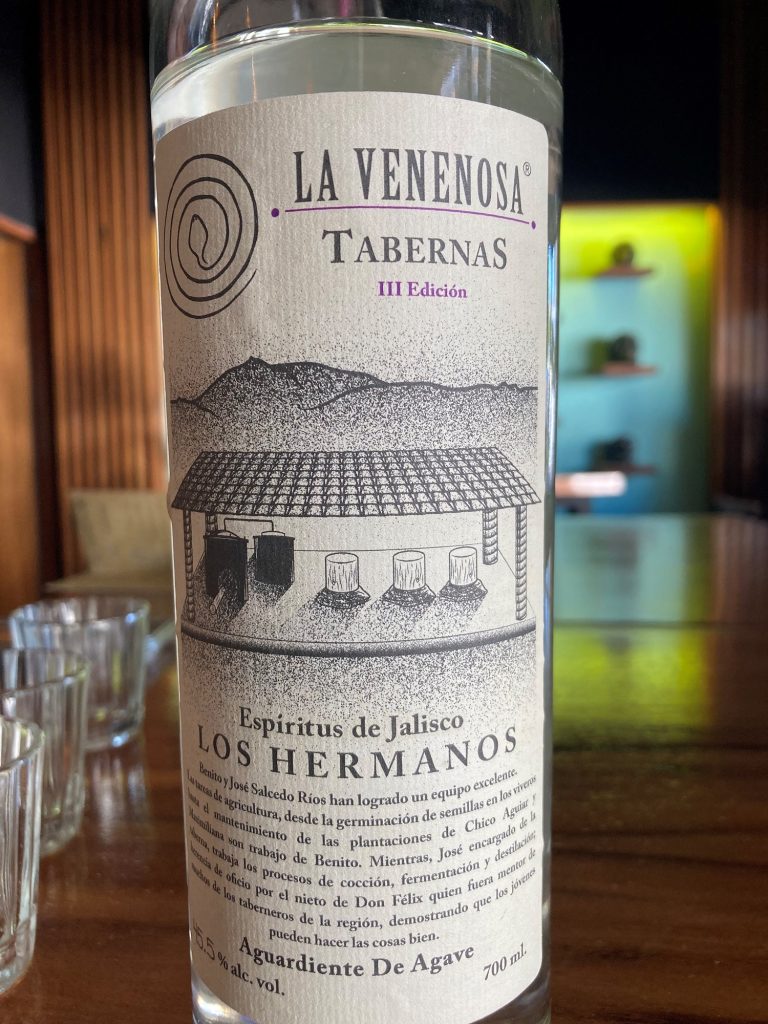 LA VENENOSA®
TABERNAS
III Edición
Espiritus de Jalisco
LOS HERMANOS
Benito y José Salcedo Ríos han logrado un equipo excelente.
Las tareas de agricultura, desde la germinación de semillas en los viveros
hasta el mantenimiento de las plantaciones de Chico Aguiar y
Maximiliana son trabajo de Benito. Mientras, José encargado de la
taberna, trabaja los procesos de cocción, fermentación y destilación;
herencia de oficio por el nieto de Don Félix quien fuera mentor de
muchos de los taberneros de la región, demostrando que los jóvenes
pueden hacer las cosas bien.
Aguardiente De Agave
45.5 % alc. vol.
700 ml.